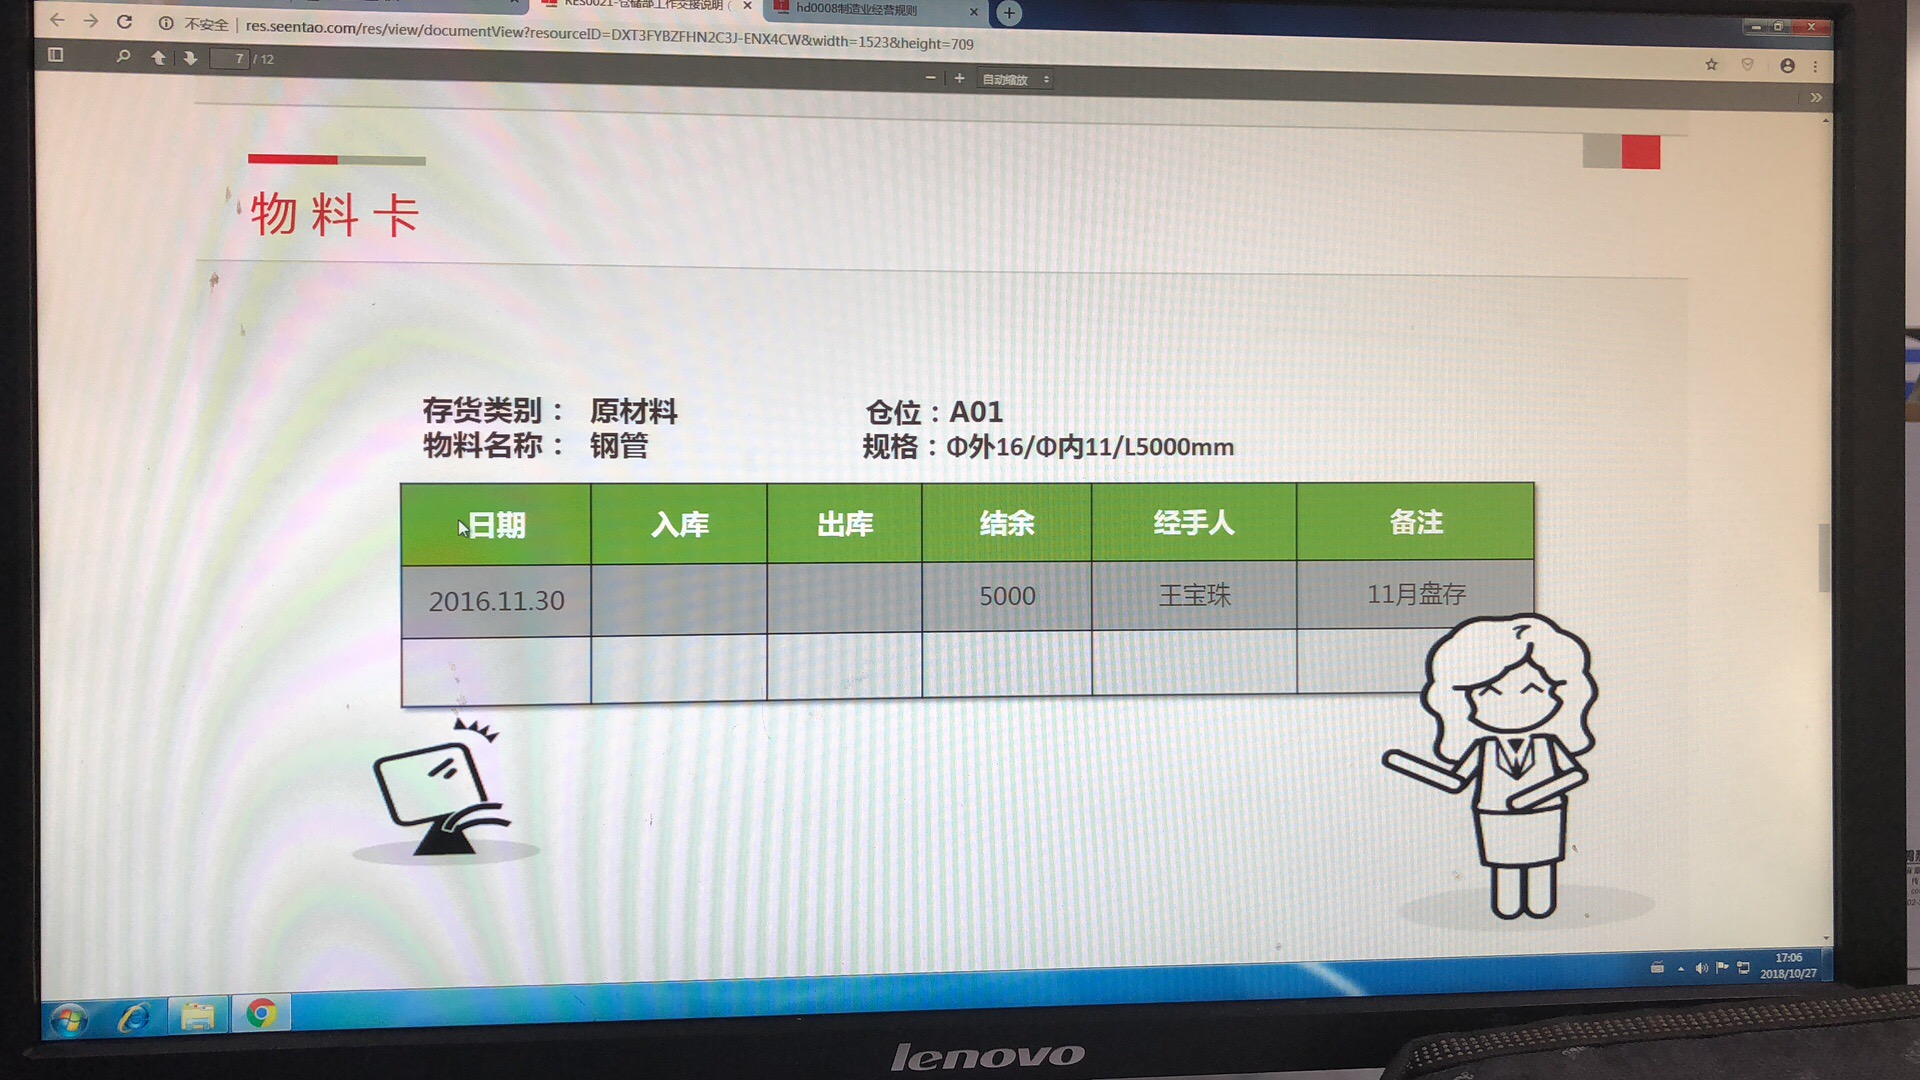 RES0021-仓储部工作交接说明（
hd0008制造业经营规则
不安全 | res.seentao.com/res/view/documentView?resourceID=DXT3FYBZFHN2C3J-ENX4CW&width=1523&height=709
7 / 12
自动缩放
物料卡
存货类别： 原材料 仓位：A01
物料名称： 钢管 规格：Φ外16/Φ内11/L5000mm
日期 入库 出库 结余 经手人 备注
2016.11.30 5000 王宝珠 11月盘存
17:06
2018/10/27
lenovo